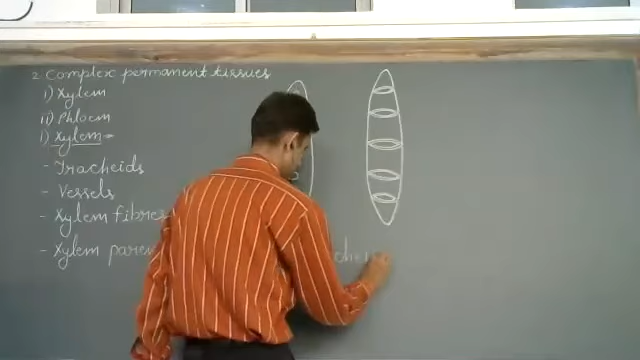 2. Complex permanent tissues
i) Xylem
ii) Phloem
i) Xylem -
- Tracheids
- Vessels
- Xylem fibres
- Xylem paren